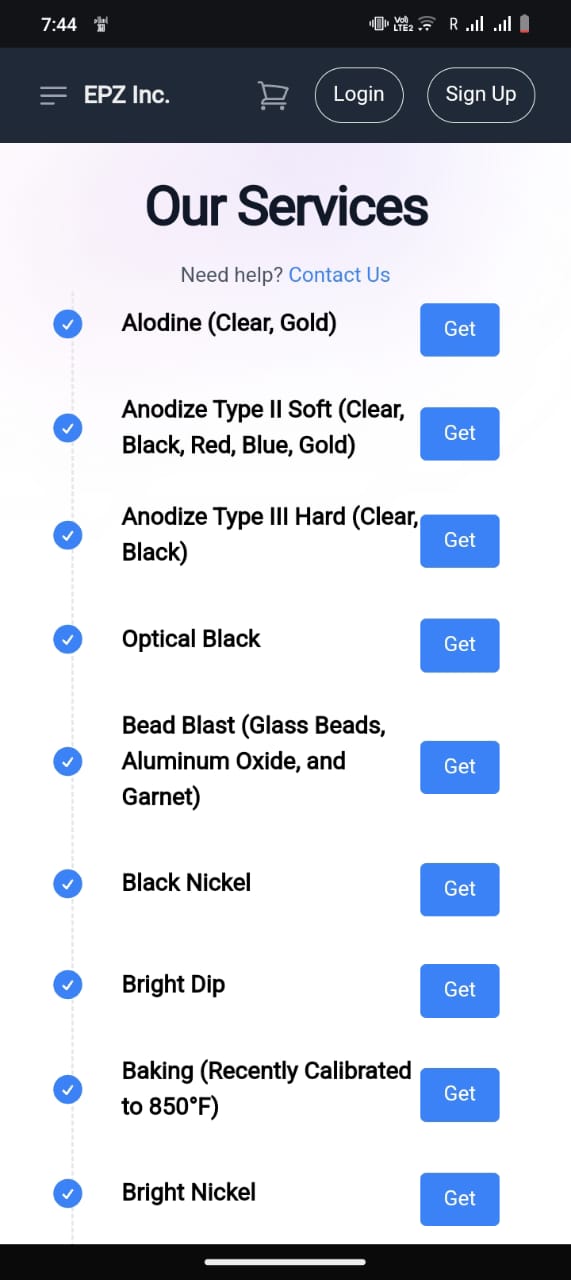 7:44
Vo))
LTE2
R
EPZ Inc.
Login
Sign Up
Our Services
Need help? Contact Us
Alodine (Clear, Gold)
Get
Anodize Type II Soft (Clear,
Black, Red, Blue, Gold)
Get
Anodize Type III Hard (Clear,
Black)
Get
Optical Black
Get
Bead Blast (Glass Beads,
Aluminum Oxide, and
Garnet)
Get
Black Nickel
Get
Bright Dip
Get
Baking (Recently Calibrated
to 850°F)
Get
Bright Nickel
Get